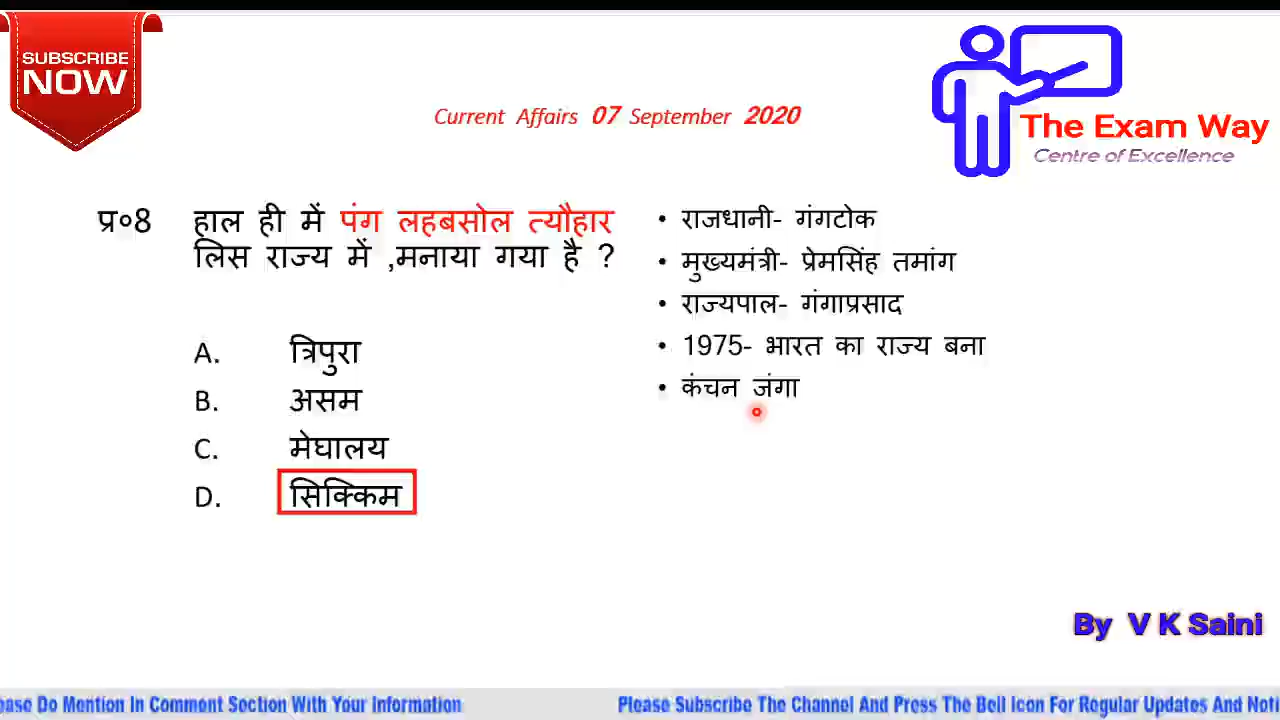 SUBSCRIBE
NOW
Current Affairs 07 September 2020
The Exam Way
Centre of Excellence
प्र०8 हाल ही में पंग लहबसोल त्यौहार
लिस राज्य में ,मनाया गया है ?
A. त्रिपुरा
B. असम
C. मेघालय
D. सिक्किम
• राजधानी- गंगटोक
• मुख्यमंत्री- प्रेमसिंह तमांग
• राज्यपाल- गंगाप्रसाद
• 1975- भारत का राज्य बना
• कंचन जंगा
By V K Saini
ease Do Mention In Comment Section With Your Information Please Subscribe The Channel And Press The Bell Icon For Regular Updates And Noti